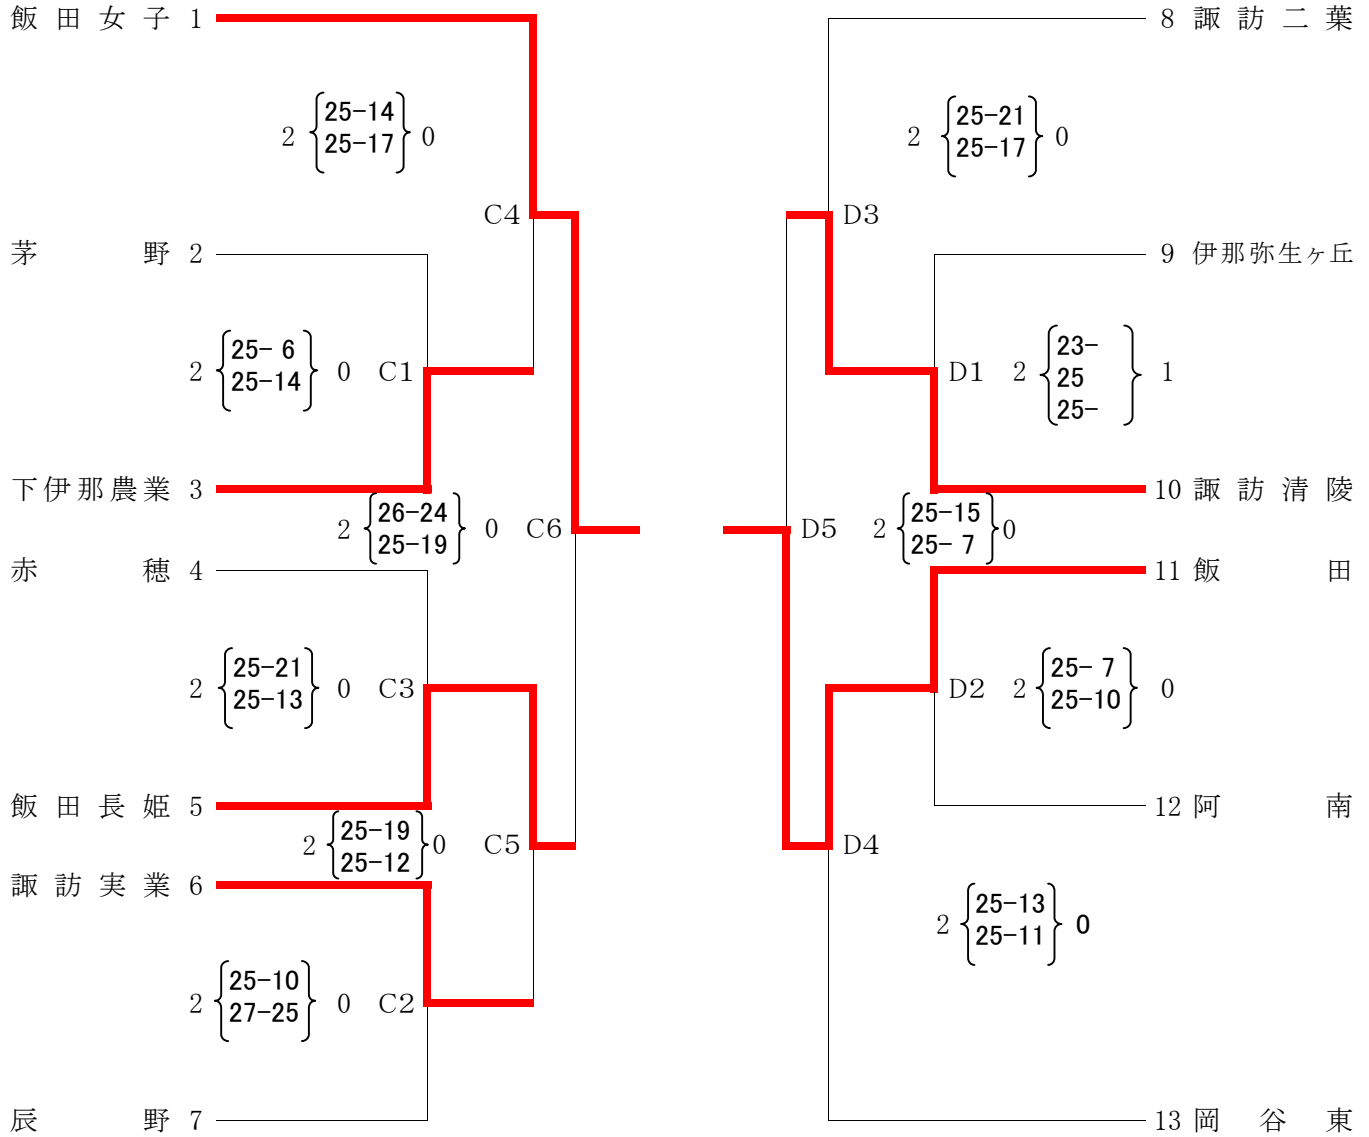 飯田女子 1
8 諏訪二葉
2 {25-14 25-17} 0
2 {25-21 25-17} 0
C4
D3
茅野 2
9 伊那弥生ヶ丘
2 {25- 6 25-14} 0 C1
D1 2 {23- 25 25-} 1
下伊那農業 3
10 諏訪清陵
2 {26-24 25-19} 0 C6
D5 2 {25-15 25- 7} 0
赤穂 4
11 飯田
2 {25-21 25-13} 0 C3
D2 2 {25- 7 25-10} 0
飯田長姫 5
12 阿南
2 {25-19 25-12} 0 C5
D4
諏訪実業 6
2 {25-13 25-11} 0
2 {25-10 27-25} 0 C2
辰野 7
13 岡谷東